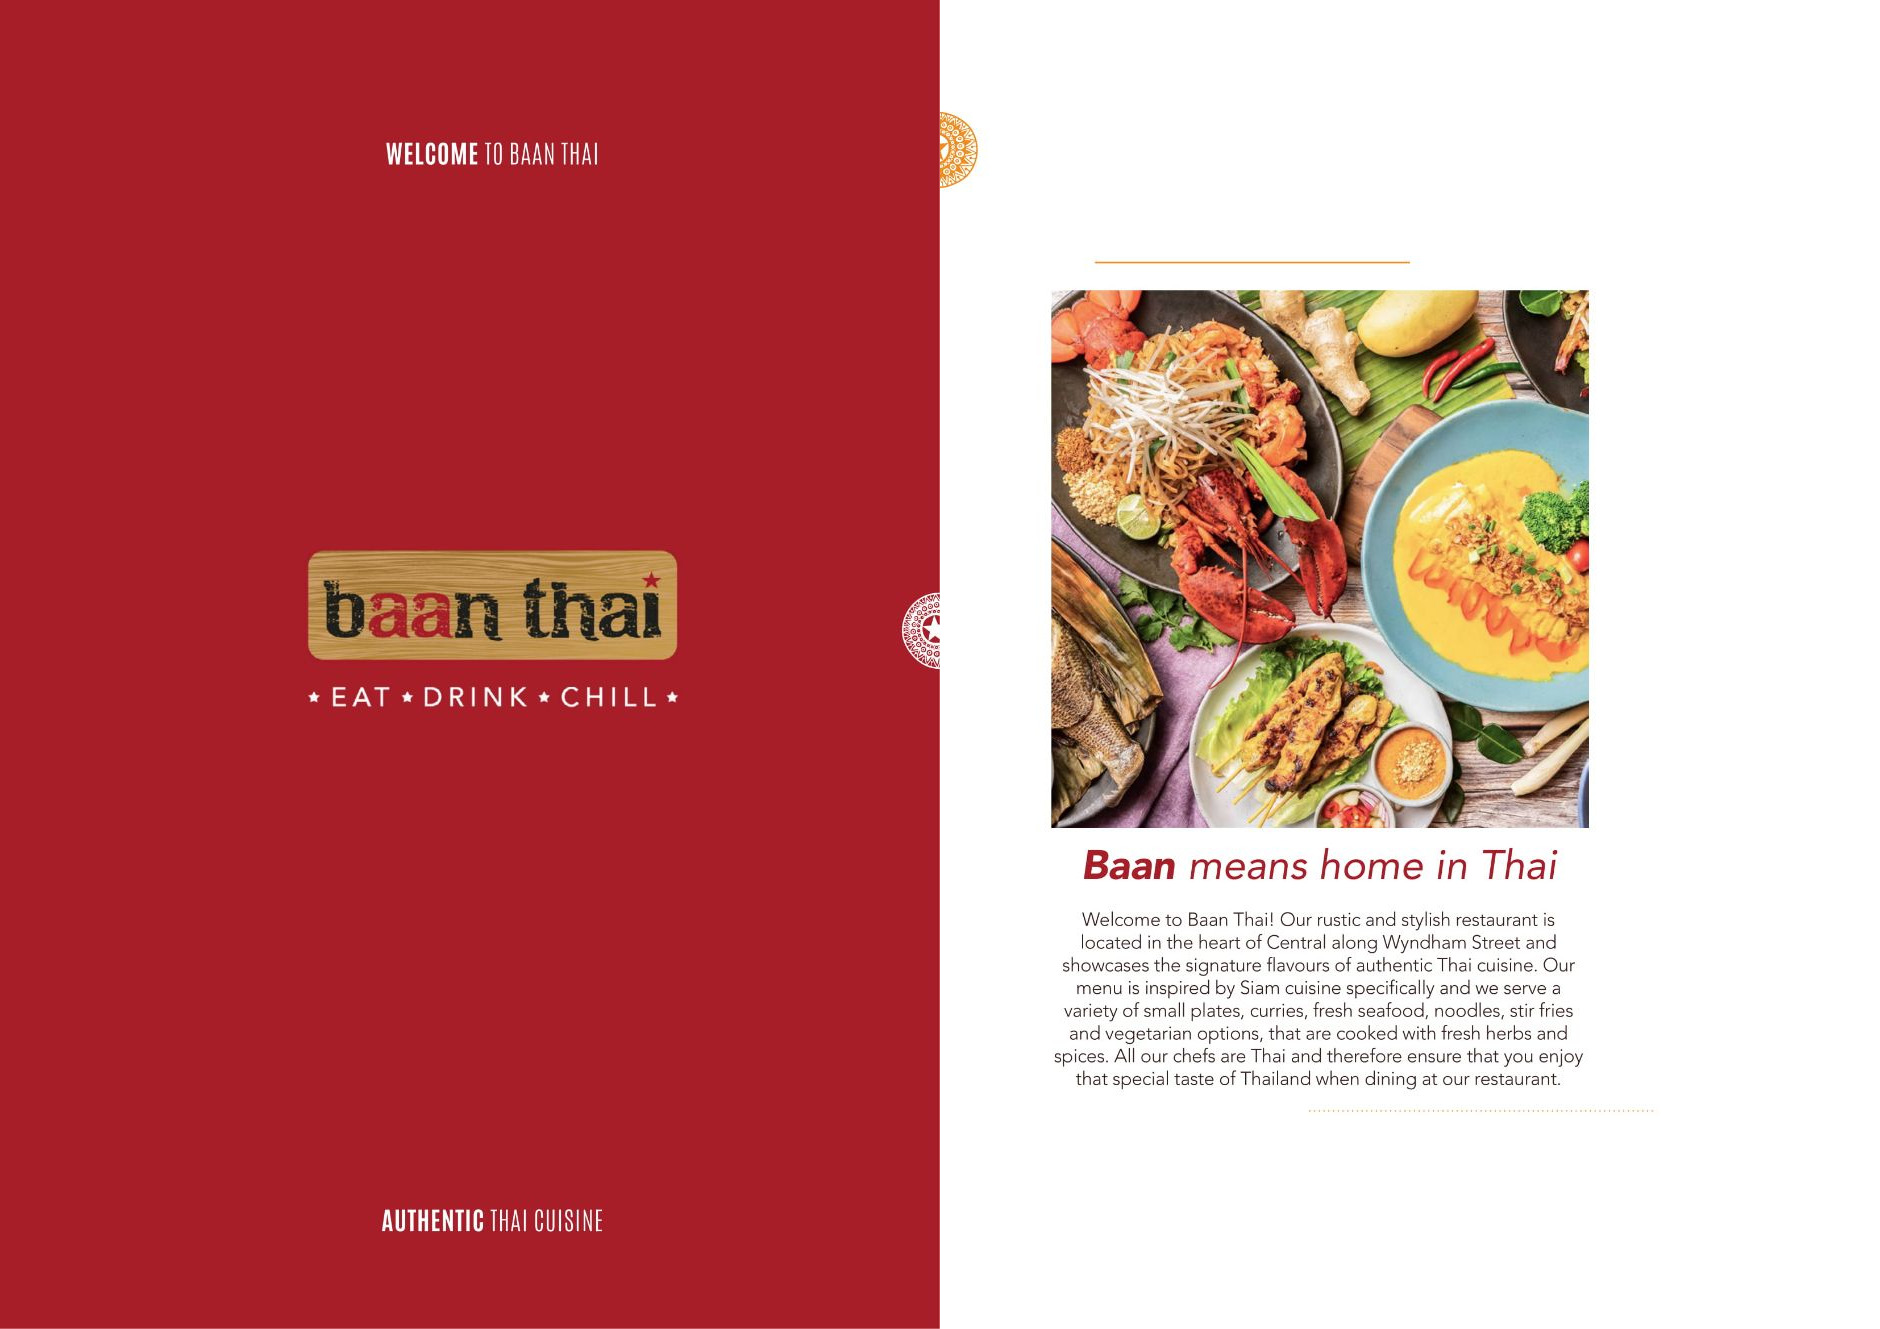 WELCOME TO BAAN THAI
baan thai
EAT DRINK CHILL
AUTHENTIC THAI CUISINE
Baan means home in Thai
Welcome to Baan Thai! Our rustic and stylish restaurant is
located in the heart of Central along Wyndham Street and
showcases the signature flavours of authentic Thai cuisine. Our
menu is inspired by Siam cuisine specifically and we serve a
variety of small plates, curries, fresh seafood, noodles, stir fries
and vegetarian options, that are cooked with fresh herbs and
spices. All our chefs are Thai and therefore ensure that you enjoy
that special taste of Thailand when dining at our restaurant.